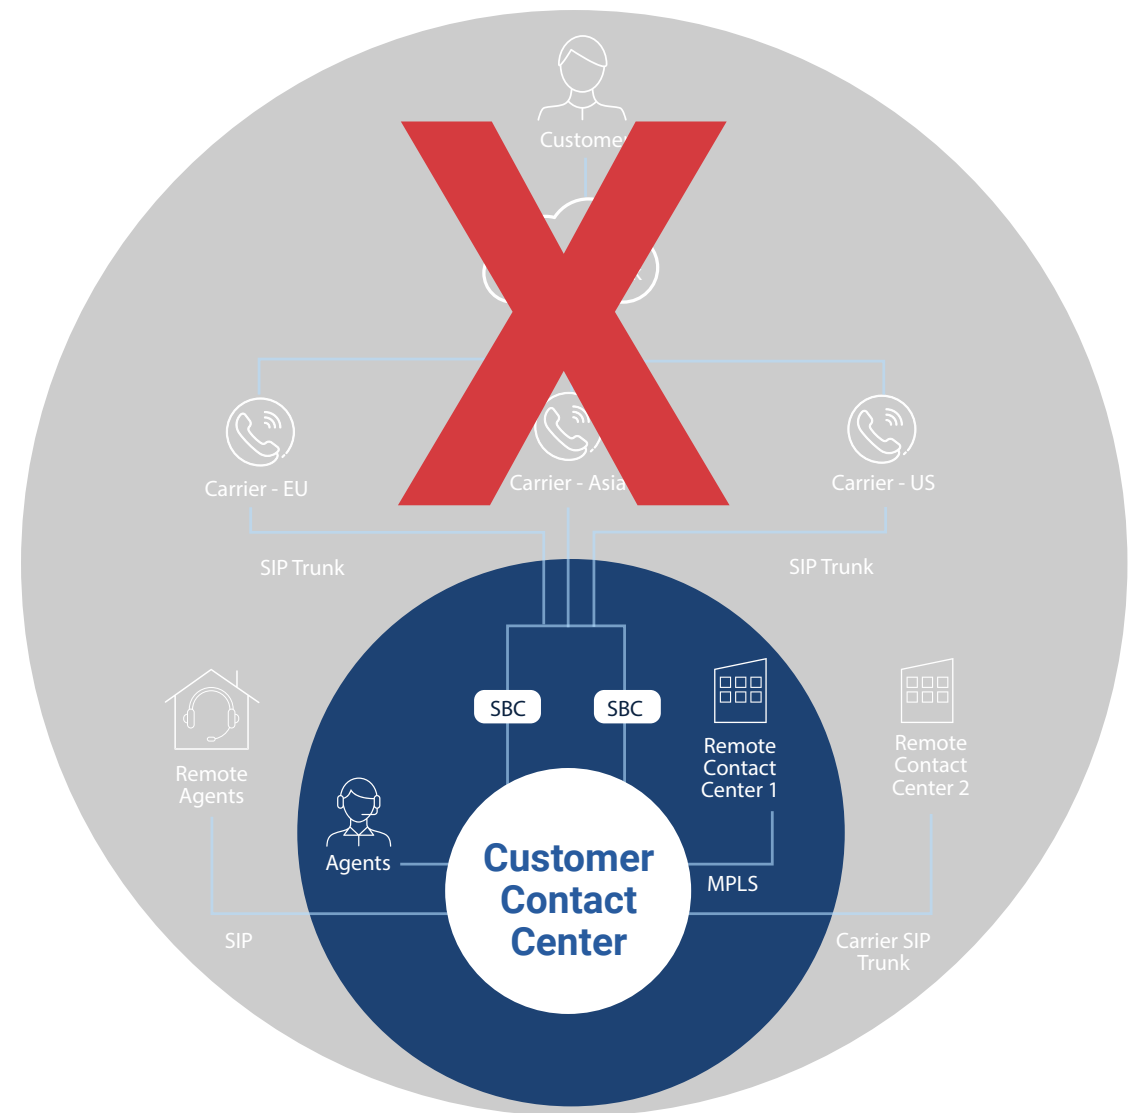 Custome
Carrier - EU
Carrier - Asia
Carrier - US
SIP Trunk
SIP Trunk
SBC
SBC
Remote
Agents
Agents
Remote
Contact
Center 1
Remote
Contact
Center 2
Customer
Contact
Center
MPLS
SIP
Carrier SIP
Trunk